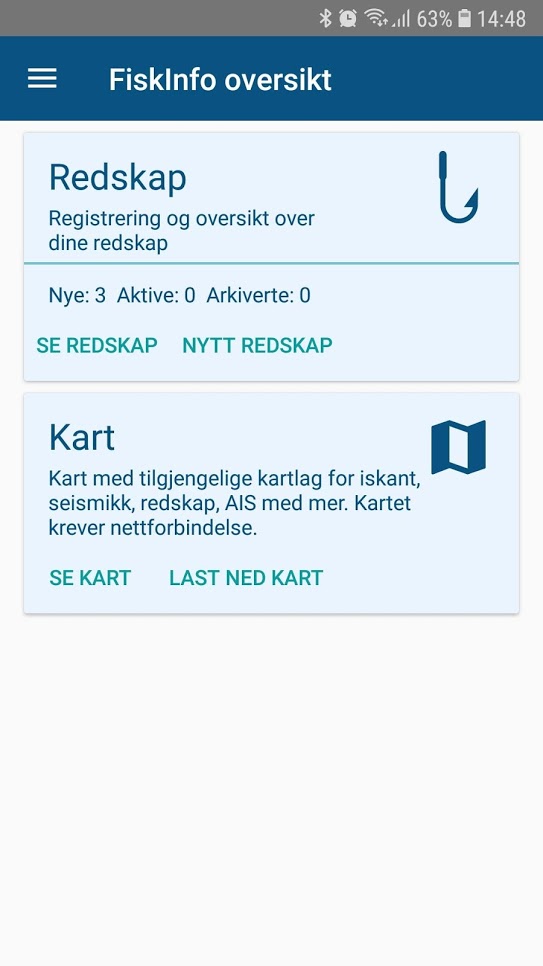 63% 14:48
FiskInfo oversikt
Redskap
Registrering og oversikt over
dine redskap
Nye: 3 Aktive: 0 Arkiverte: 0
SE REDSKAP NYTT REDSKAP
Kart
Kart med tilgjengelige kartlag for iskant,
seismikk, redskap, AIS med mer. Kartet
krever nettforbindelse.
SE KART LAST NED KART